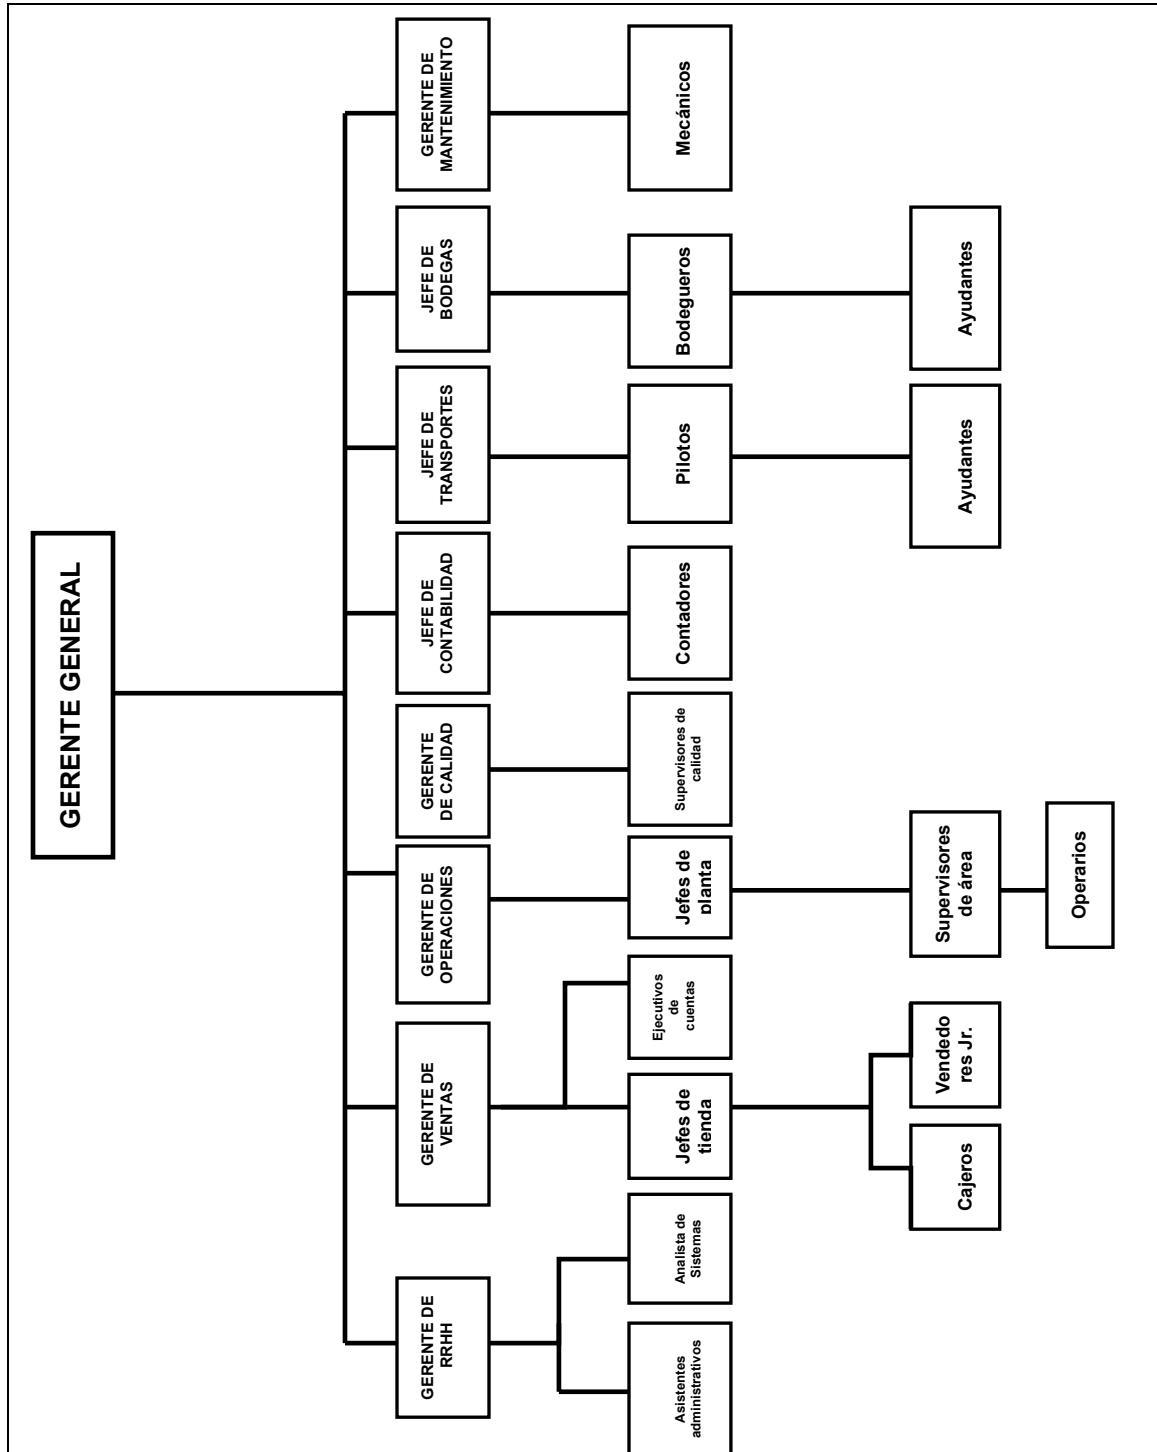 GERENTE GENERAL
GERENTE DE
RRHH
GERENTE DE
VENTAS
GERENTE DE
OPERACIONES
GERENTE
DE CALIDAD
JEFE DE
CONTABILIDAD
JEFE DE
TRANSPORTES
JEFE DE
BODEGAS
GERENTE DE
MANTENIMIENTO
Asistentes
administrativos
Analista de
Sistemas
Jefes de
tienda
Ejecutivos
de
cuentas
Jefes de
planta
Supervisores de
calidad
Contadores
Pilotos
Bodegueros
Mecánicos
Cajeros
Vendedo
res Jr.
Supervisores
de área
Ayudantes
Ayudantes
Operarios